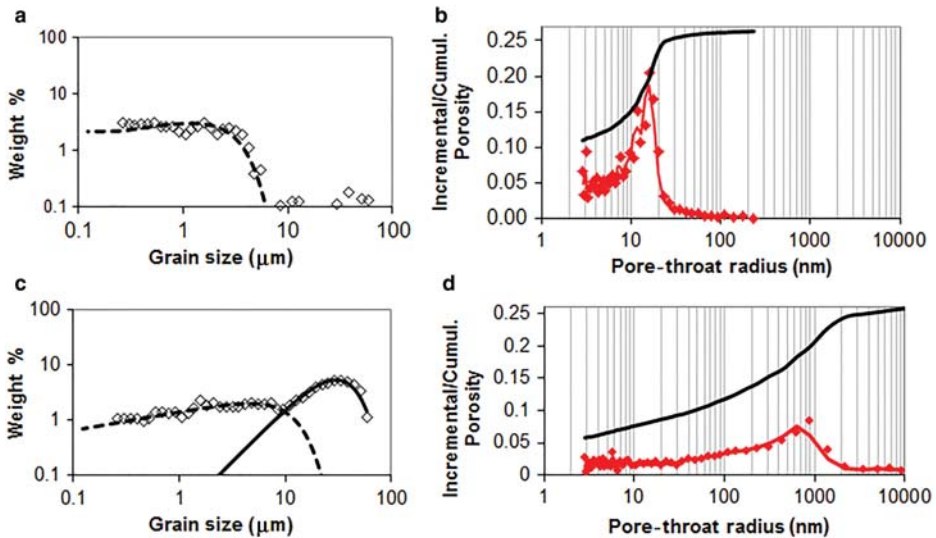 a
100
10
1
0.1
Weight %
0.1 1 10 100
Grain size (μm)
b
0.25
0.20
0.15
0.10
0.05
0.00
Incremental/Cumul.
Porosity
1 10 100 1000 10000
Pore-throat radius (nm)
c
100
10
1
0.1
Weight %
0.1 1 10 100
Grain size (μm)
d
0.25
0.2
0.15
0.1
0.05
0
Incremental/Cumul.
Porosity
1 10 100 1000 10000
Pore-throat radius (nm)